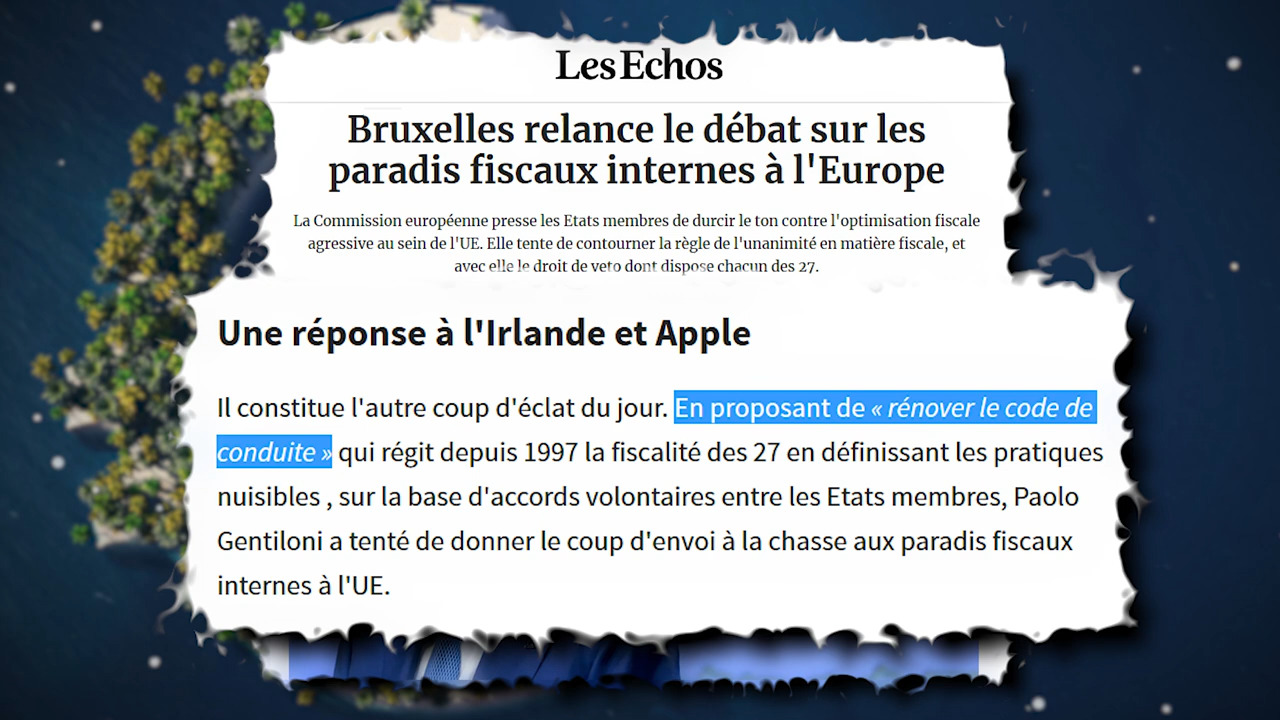 Les Echos
Bruxelles relance le débat sur les
paradis fiscaux internes à l'Europe
La Commission européenne presse les Etats membres de durcir le ton contre l'optimisation fiscale
agressive au sein de l'UE. Elle tente de contourner la règle de l'unanimité en matière fiscale, et
avec elle le droit de veto dont dispose chacun des 27.
Une réponse à l'Irlande et Apple
Il constitue l'autre coup d'éclat du jour. En proposant de « rénover le code de
conduite » qui régit depuis 1997 la fiscalité des 27 en définissant les pratiques
nuisibles , sur la base d'accords volontaires entre les Etats membres, Paolo
Gentiloni a tenté de donner le coup d'envoi à la chasse aux paradis fiscaux
internes à l'UE.